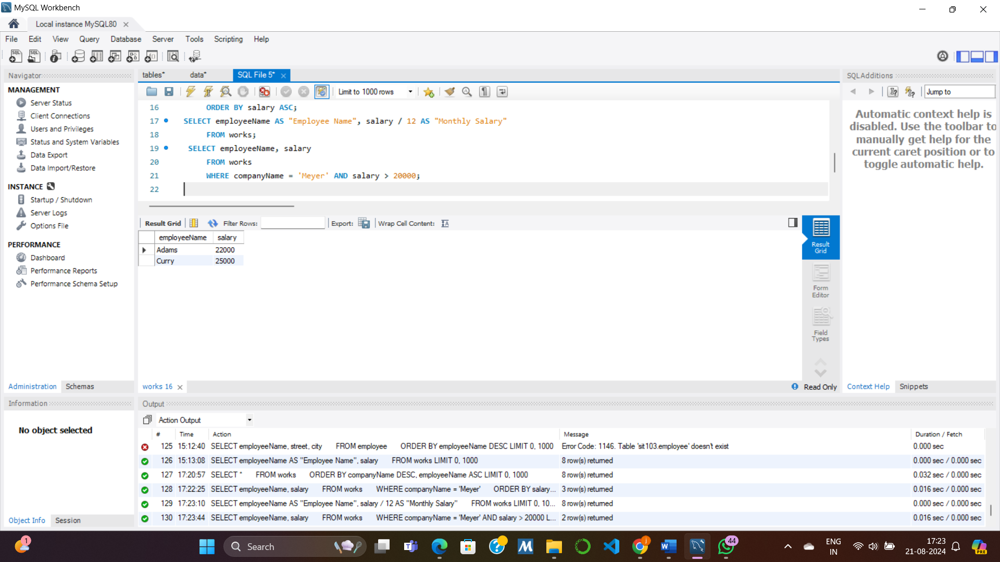 MySQL Workbench
Local instance MySQL80
File Edit View Query Database Server Tools Scripting Help
Navigator
MANAGEMENT
Server Status
Client Connections
Users and Privileges
Status and System Variables
Data Export
Data Import/Restore
INSTANCE
Startup / Shutdown
Server Logs
Options File
PERFORMANCE
Dashboard
Performance Reports
Performance Schema Setup
Administration Schemas
Information
No object selected
Object Info Session
tables* data* SQL File 5*
Limit to 1000 rows
16 ORDER BY salary ASC;
17 SELECT employeeName AS "Employee Name", salary / 12 AS "Monthly Salary"
18 FROM works;
19 SELECT employeeName, salary
20 FROM works
21 WHERE companyName = 'Meyer' AND salary > 20000;
22
Result Grid Filter Rows: Export: Wrap Cell Content:
employeeName salary
Adams 22000
Curry 25000
Result
Grid
Form
Editor
Field
Types
works 16 Read Only
SQLAdditions
Jump to
Automatic context help is
disabled. Use the toolbar to
manually get help for the
current caret position or to
toggle automatic help.
Context Help Snippets
Output
Action Output
# Time Action Message Duration / Fetch
125 15:12:40 SELECT employeeName, street, city FROM employee ORDER BY employeeName DESC LIMIT 0, 1000 Error Code: 1146. Table 'sit103.employee' doesn't exist 0.000 sec
126 15:13:08 SELECT employeeName AS "Employee Name", salary FROM works LIMIT 0, 1000 8 row(s) returned 0.000 sec / 0.000 sec
127 17:20:57 SELECT * FROM works ORDER BY companyName DESC, employeeName ASC LIMIT 0, 1000 8 row(s) returned 0.032 sec / 0.000 sec
128 17:22:25 SELECT employeeName, salary FROM works WHERE companyName = 'Meyer' ORDER BY salary... 3 row(s) returned 0.016 sec / 0.000 sec
129 17:23:10 SELECT employeeName AS "Employee Name", salary / 12 AS "Monthly Salary" FROM works LIMIT 0, 10... 8 row(s) returned 0.000 sec / 0.000 sec
130 17:23:44 SELECT employeeName, salary FROM works WHERE companyName = 'Meyer' AND salary > 20000 L... 2 row(s) returned 0.016 sec / 0.000 sec
1
Search
44
ENG
IN
17:23
21-08-2024
PRE